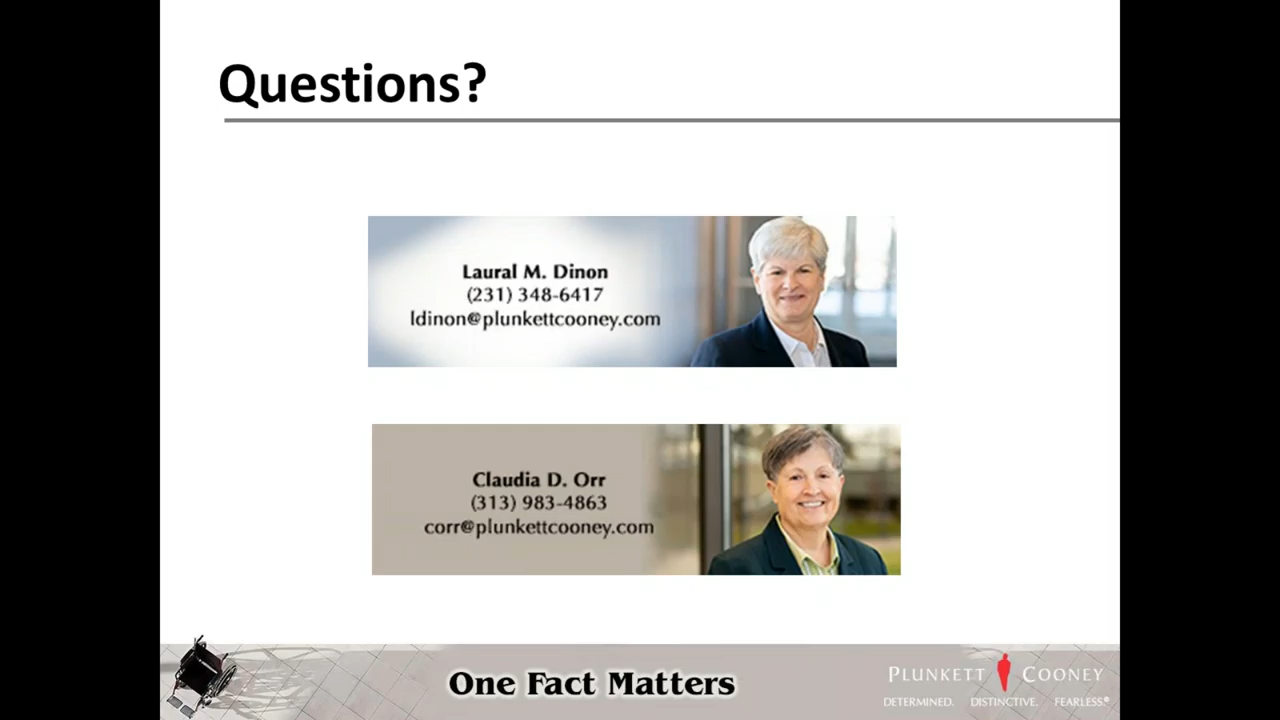 Questions?
Laural M. Dinon
(231) 348-6417
ldinon@plunkettcooney.com
Claudia D. Orr
(313) 983-4863
corr@plunkettcooney.com
One Fact Matters
PLUNKETT COONEY
DETERMINED. DISTINCTIVE. FEARLESS.®